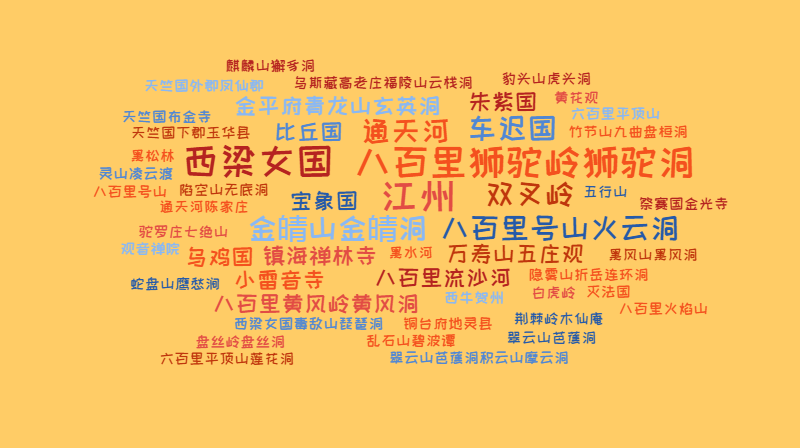 麒麟山獬豸洞
天竺国外郡凤仙郡 乌斯藏高老庄福陵山云栈洞 豹头山虎头洞
金平府青龙山玄英洞 朱紫国 黄花观
天竺国布金寺 六百里平顶山
天竺国下郡玉华县 比丘国 通天河 车迟国 竹节山九曲盘桓洞
黑松林 西梁女国 八百里狮驼岭狮驼洞
灵山凌云渡
八百里号山 陷空山无底洞 宝象国 江州 双叉岭 五行山
通天河陈家庄 祭赛国金光寺
驼罗庄七绝山 金皘山金皘洞 八百里号山火云洞
观音禅院 乌鸡国 镇海禅林寺 黑水河 万寿山五庄观 黑风山黑风洞
蛇盘山鹰愁涧 小雷音寺 八百里流沙河 隐雾山折岳连环洞
八百里黄风岭黄风洞 西牛贺州 白虎岭 灭法国
八百里火焰山
西梁女国毒敌山琵琶洞 铜台府地灵县 荆棘岭木仙庵
盘丝岭盘丝洞 乱石山碧波潭 翠云山芭蕉洞
六百里平顶山莲花洞 翠云山芭蕉洞积云山摩云洞